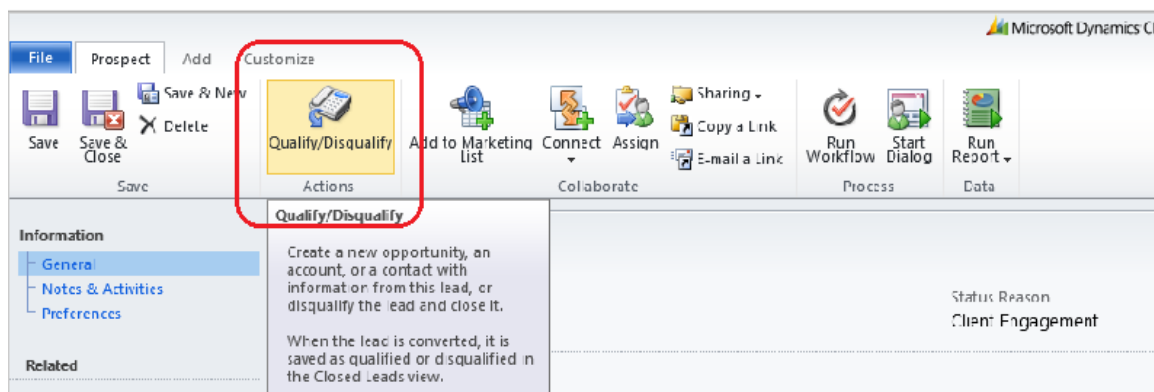 Microsoft Dynamics C
File Prospect Add Customize
Save
Save & Close
Save & New
Delete
Save
Qualify/Disqualify
Actions
Add to Marketing List
Connect
Assign
Sharing
Copy a Link
E-mail a Link
Collaborate
Run Workflow
Start Dialog
Process
Run Report
Data
Information
General
Notes & Activities
Preferences
Related
Qualify/Disqualify
Create a new opportunity, an
account, or a contact with
information from this lead, or
disqualify the lead and close it.
When the lead is converted, it is
saved as qualified or disqualified in
the Closed Leads view.
Status Reason
Client Engagement